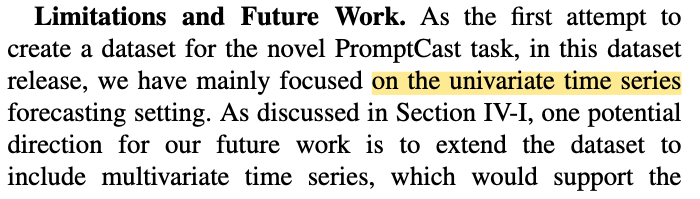 Limitations and Future Work. As the first attempt to
create a dataset for the novel PromptCast task, in this dataset
release, we have mainly focused on the univariate time series
forecasting setting. As discussed in Section IV-I, one potential
direction for our future work is to extend the dataset to
include multivariate time series, which would support the